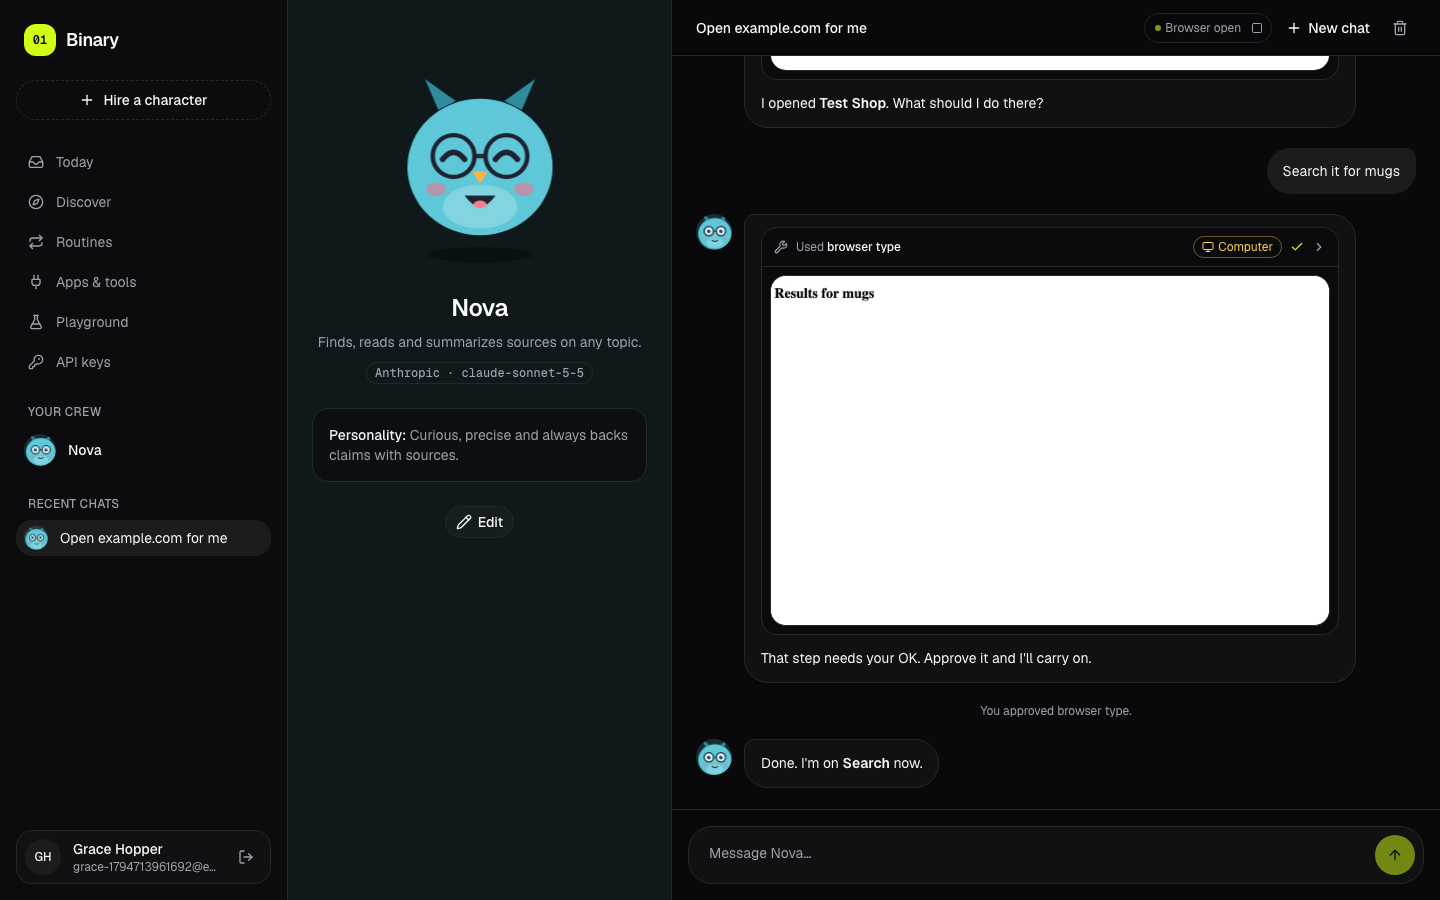 01 Binary
Hire a character
Today
Discover
Routines
Apps & tools
Playground
API keys
YOUR CREW
Nova
RECENT CHATS
Open example.com for me
GH
Grace Hopper
grace-1794713961692@e...
Nova
Finds, reads and summarizes sources on any topic.
Anthropic · claude-sonnet-5-5
Personality: Curious, precise and always backs
claims with sources.
Edit
Open example.com for me
Browser open
New chat
I opened Test Shop. What should I do there?
Search it for mugs
Used browser type
Computer
Results for mugs
That step needs your OK. Approve it and I'll carry on.
You approved browser type.
Done. I'm on Search now.
Message Nova...